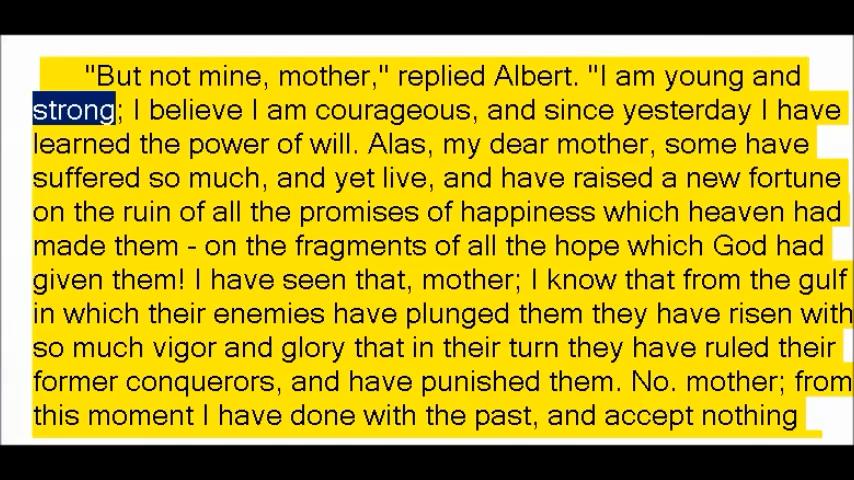 "But not mine, mother," replied Albert. "I am young and
strong; I believe I am courageous, and since yesterday I have
learned the power of will. Alas, my dear mother, some have
suffered so much, and yet live, and have raised a new fortune
on the ruin of all the promises of happiness which heaven had
made them - on the fragments of all the hope which God had
given them! I have seen that, mother; I know that from the gulf
in which their enemies have plunged them they have risen with
so much vigor and glory that in their turn they have ruled their
former conquerors, and have punished them. No. mother; from
this moment I have done with the past, and accept nothing